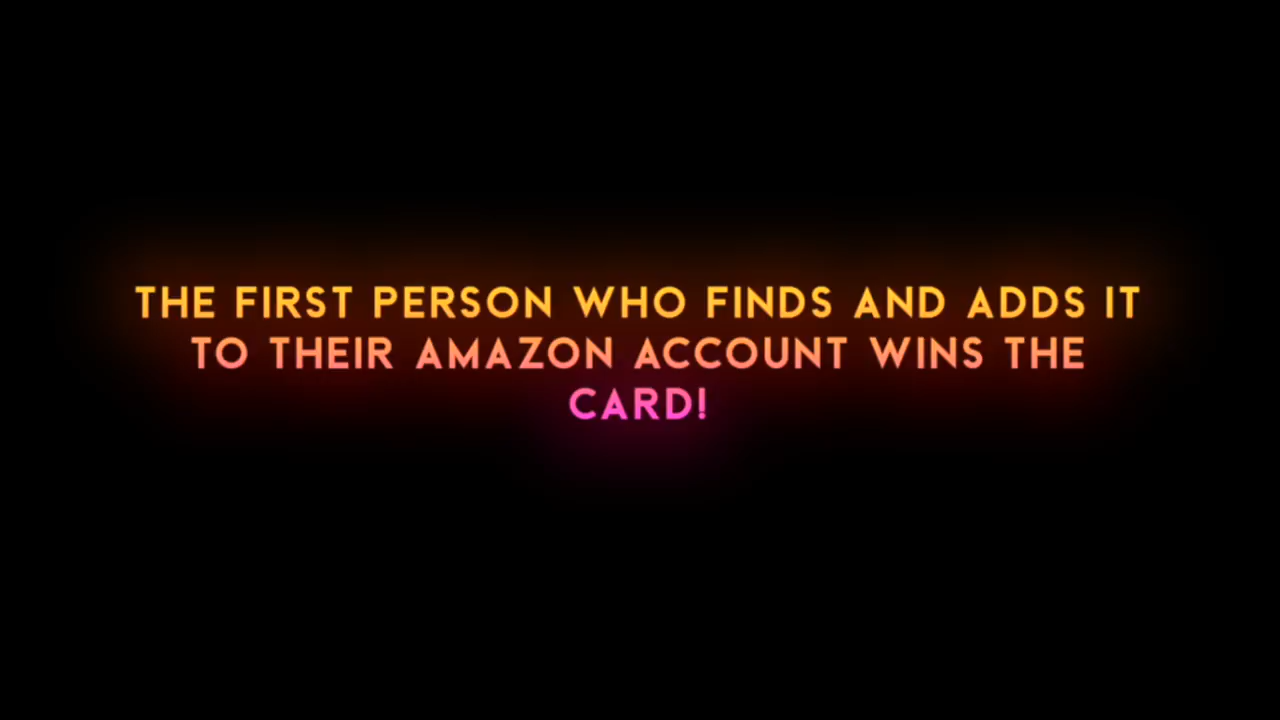 THE FIRST PERSON WHO FINDS AND ADDS IT
TO THEIR AMAZON ACCOUNT WINS THE
CARD!